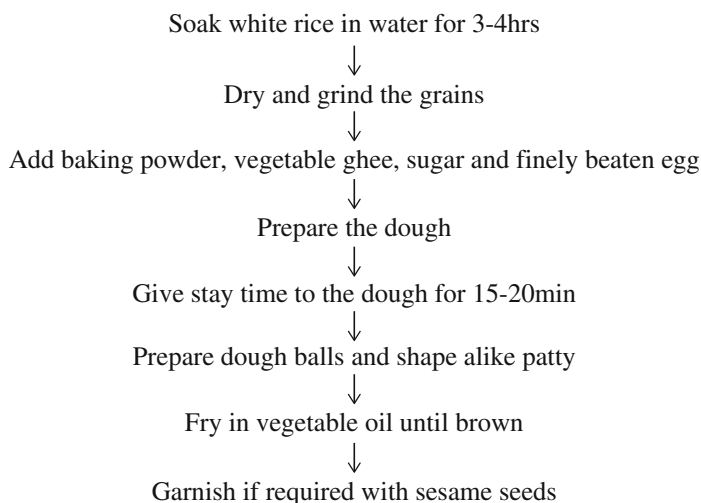 Soak white rice in water for 3-4hrs
Dry and grind the grains
Add baking powder, vegetable ghee, sugar and finely beaten egg
Prepare the dough
Give stay time to the dough for 15-20min
Prepare dough balls and shape alike patty
Fry in vegetable oil until brown
Garnish if required with sesame seeds